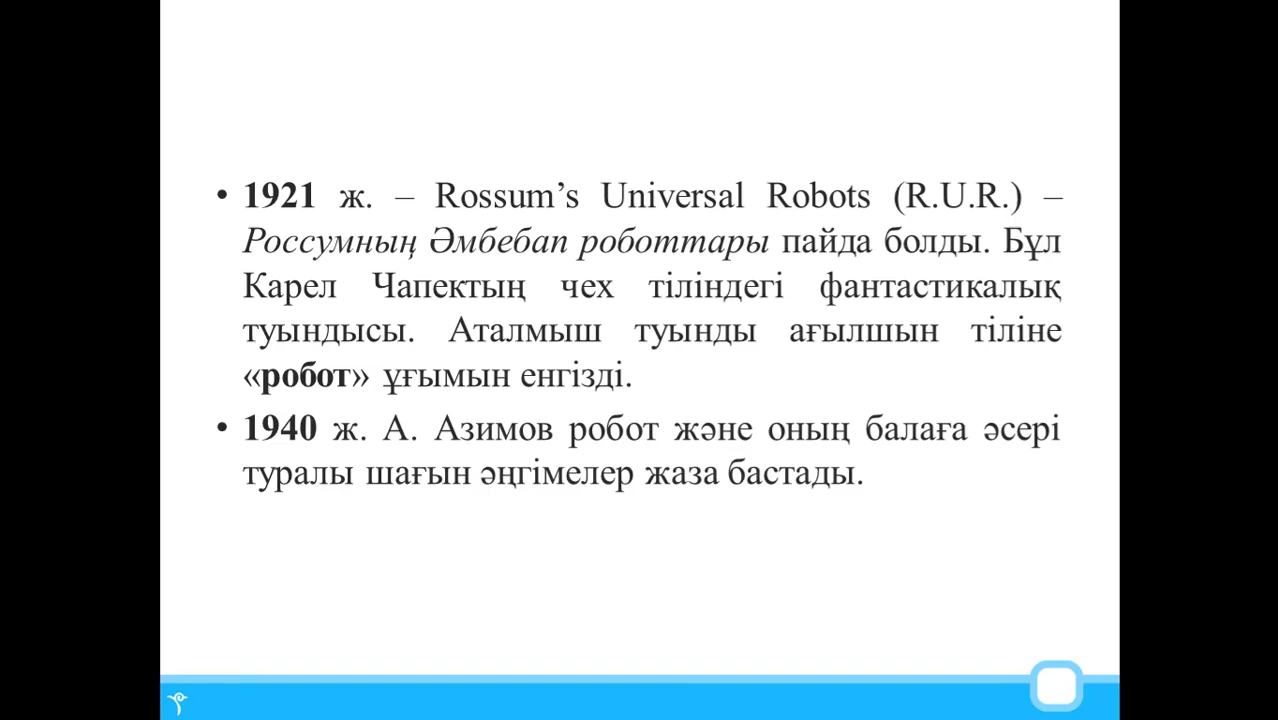 • 1921 ж. – Rossum’s Universal Robots (R.U.R.) –
Россумның Әмбебап роботтары пайда болды. Бұл
Карел Чапектың чех тіліндегі фантастикалық
туындысы. Аталмыш туынды ағылшын тіліне
«робот» ұғымын енгізді.
• 1940 ж. А. Азимов робот және оның балаға әсері
туралы шағын әңгімелер жаза бастады.